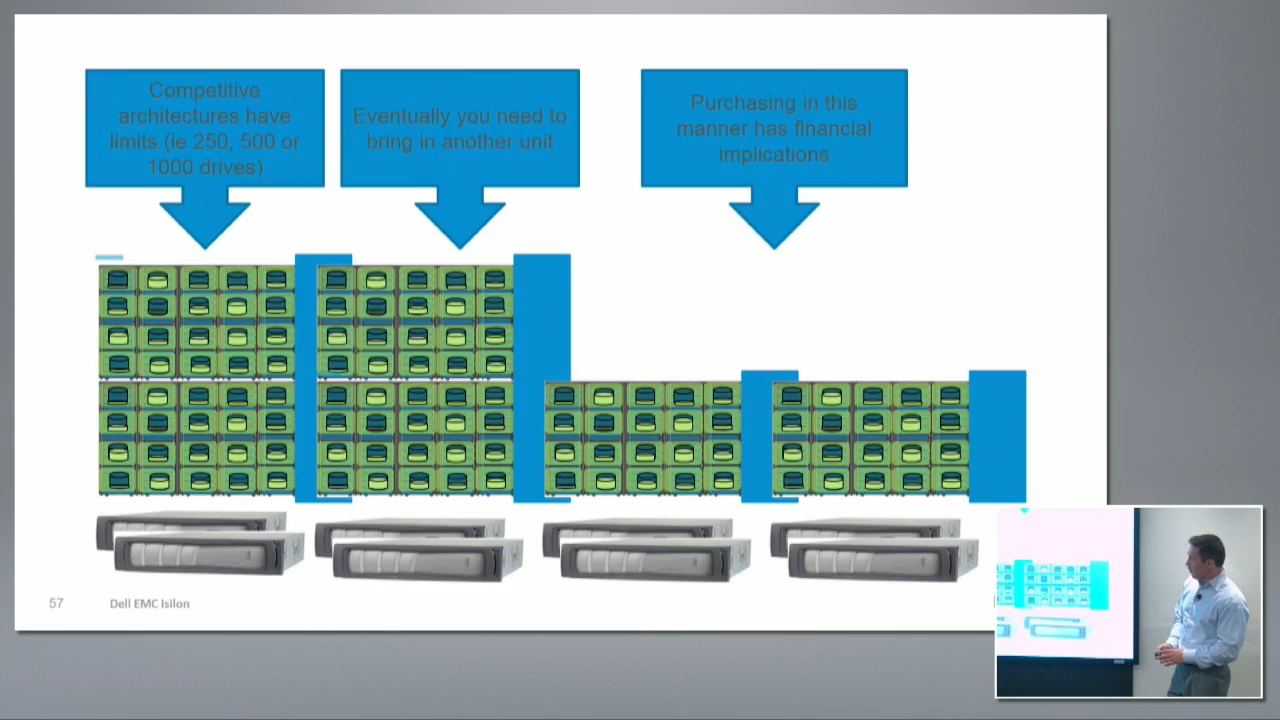 Competitive
architectures have
limits (ie 250, 500 or
1000 drives)
Eventually you need to
bring in another unit
Purchasing in this
manner has financial
implications
57
Dell EMC Isilon